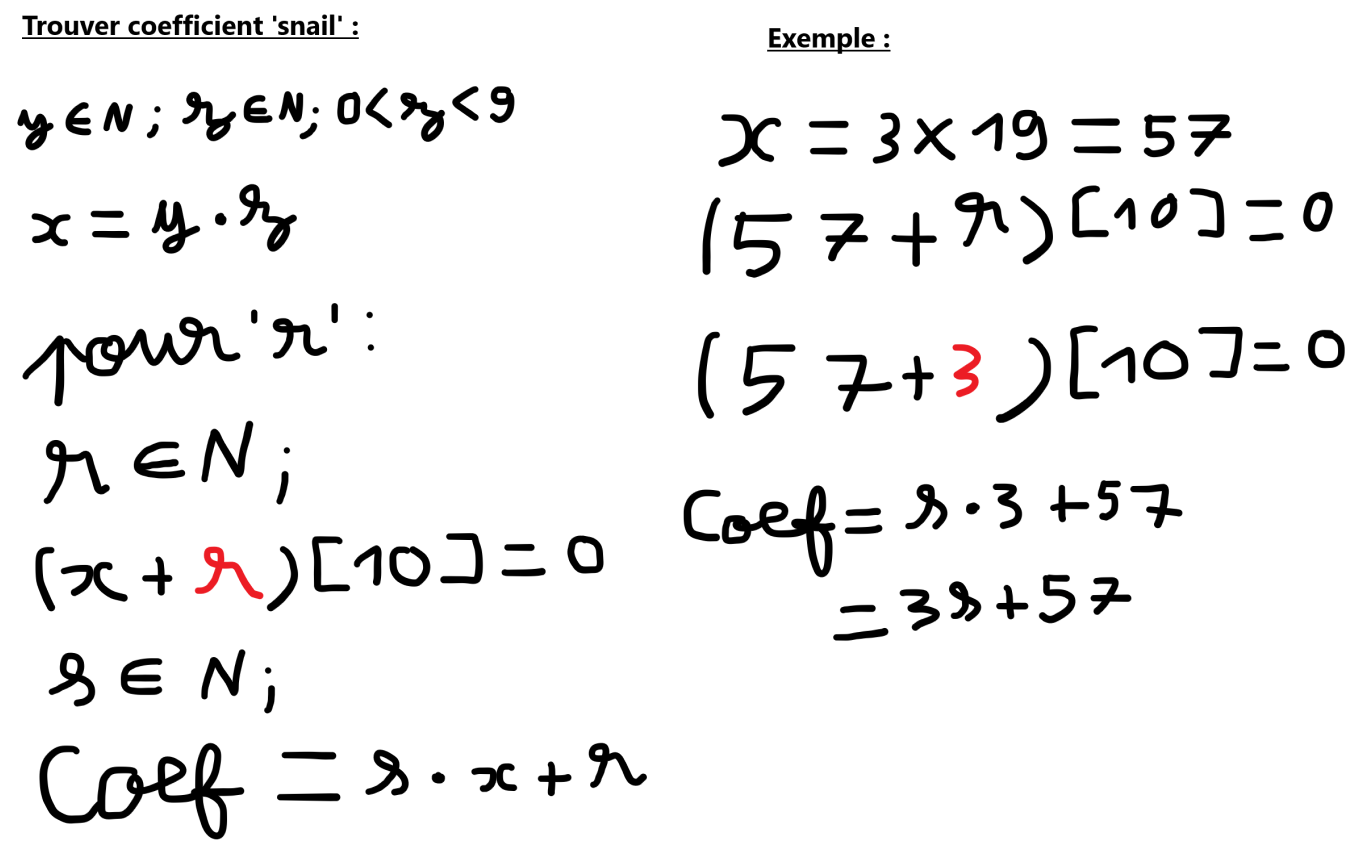 Trouver coefficient 'snail' :
y ∈ N ; z ∈ N ; 0 < z < 9
x = y · z
pour 'r' :
r ∈ N ;
(x + r)[10] = 0
s ∈ N ;
Coef = s · x + r
Exemple :
x = 3 × 19 = 57
(57 + r)[10] = 0
(57 + 3)[10] = 0
Coef = s · 3 + 57
= 3s + 57